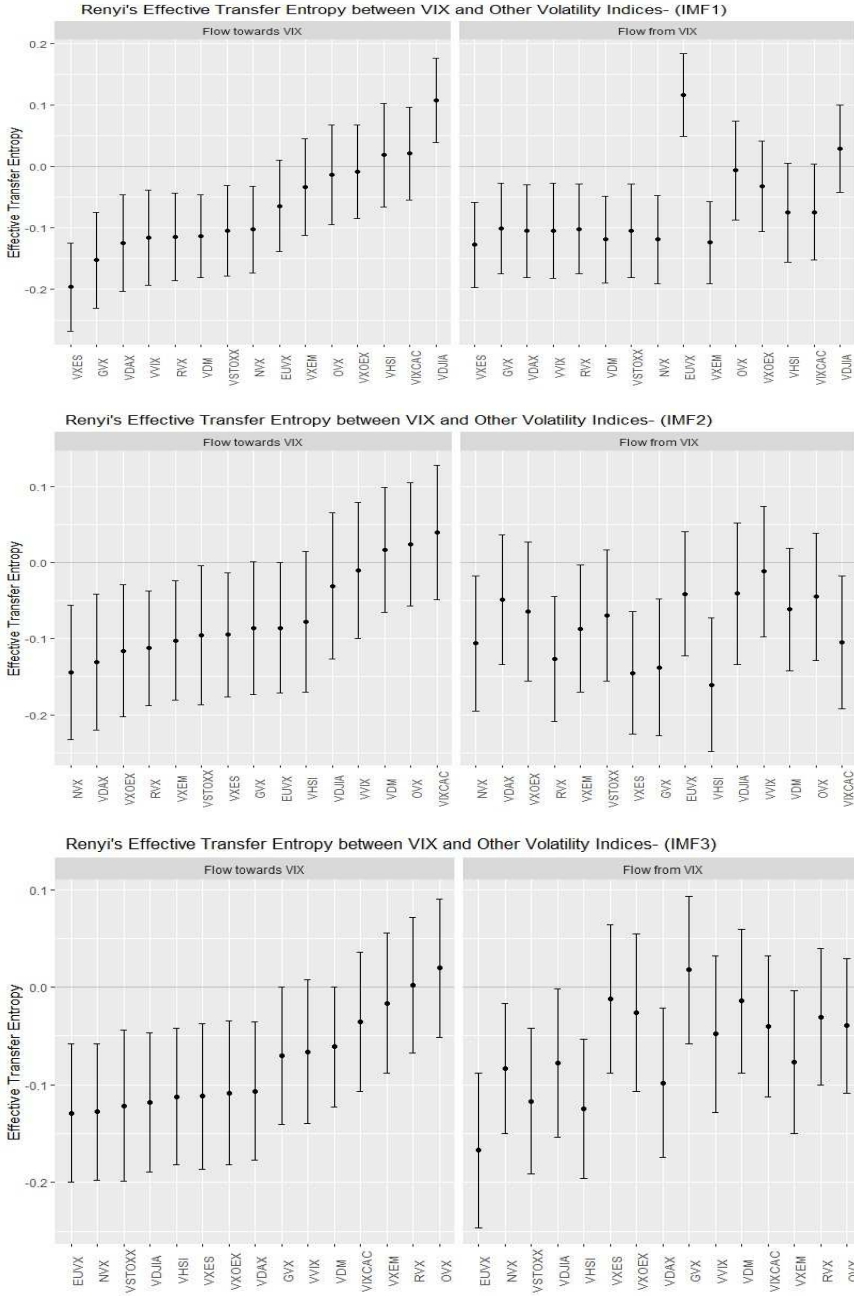 Renyi's Effective Transfer Entropy between VIX and Other Volatility Indices- (IMF1)
Flow towards VIX
Flow from VIX
Effective Transfer Entropy
0.2
0.1
0.0
-0.1
-0.2
VXES GVX VDAX VVIX RVX VDM VSTOXX NVX EUVX VXEM OVX VXOEX VHSI VIXCAC VDJIA
VXES GVX VDAX VVIX RVX VDM VSTOXX NVX EUVX VXEM OVX VXOEX VHSI VIXCAC VDJIA
Renyi's Effective Transfer Entropy between VIX and Other Volatility Indices- (IMF2)
Flow towards VIX
Flow from VIX
Effective Transfer Entropy
0.1
0.0
-0.1
-0.2
NVX VDAX VXOEX RVX VXEM VSTOXX VXES GVX EUVX VHSI VDJIA VVIX VDM OVX VIXCAC
NVX VDAX VXOEX RVX VXEM VSTOXX VXES GVX EUVX VHSI VDJIA VVIX VDM OVX VIXCAC
Renyi's Effective Transfer Entropy between VIX and Other Volatility Indices- (IMF3)
Flow towards VIX
Flow from VIX
Effective Transfer Entropy
0.1
0.0
-0.1
-0.2
EUVX NVX VSTOXX VDJIA VHSI VXES VXOEX VDAX GVX VVIX VDM VIXCAC VXEM RVX OVX
EUVX NVX VSTOXX VDJIA VHSI VXES VXOEX VDAX GVX VVIX VDM VIXCAC VXEM RVX OVX